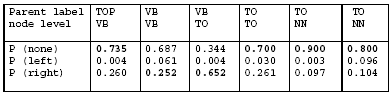 Parent label TOP VB VB TO TO TO
node level VB VB TO TO NN NN
P (none) 0.735 0.687 0.344 0.700 0.900 0.800
P (left) 0.004 0.061 0.004 0.030 0.003 0.096
P (right) 0.260 0.252 0.652 0.261 0.097 0.104